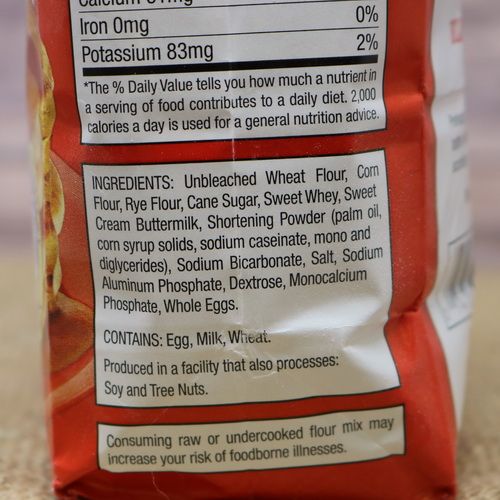 Iron 0mg 0%
Potassium 83mg 2%
*The % Daily Value tells you how much a nutrient in
a serving of food contributes to a daily diet. 2,000
calories a day is used for a general nutrition advice.
INGREDIENTS: Unbleached Wheat Flour, Corn
Flour, Rye Flour, Cane Sugar, Sweet Whey, Sweet
Cream Buttermilk, Shortening Powder (palm oil,
corn syrup solids, sodium caseinate, mono and
diglycerides), Sodium Bicarbonate, Salt, Sodium
Aluminum Phosphate, Dextrose, Monocalcium
Phosphate, Whole Eggs.
CONTAINS: Egg, Milk, Wheat.
Produced in a facility that also processes:
Soy and Tree Nuts.
Consuming raw or undercooked flour mix may
increase your risk of foodborne illnesses.